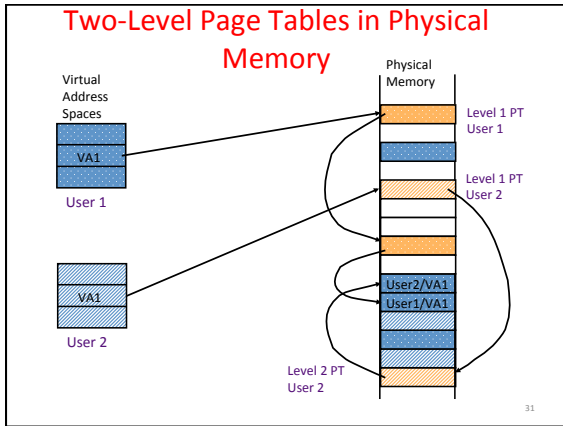 Two-Level Page Tables in Physical
Memory
Virtual
Address
Spaces
VA1
User 1
VA1
User 2
Physical
Memory
Level 1 PT
User 1
Level 1 PT
User 2
User2/VA1
User1/VA1
Level 2 PT
User 2
31